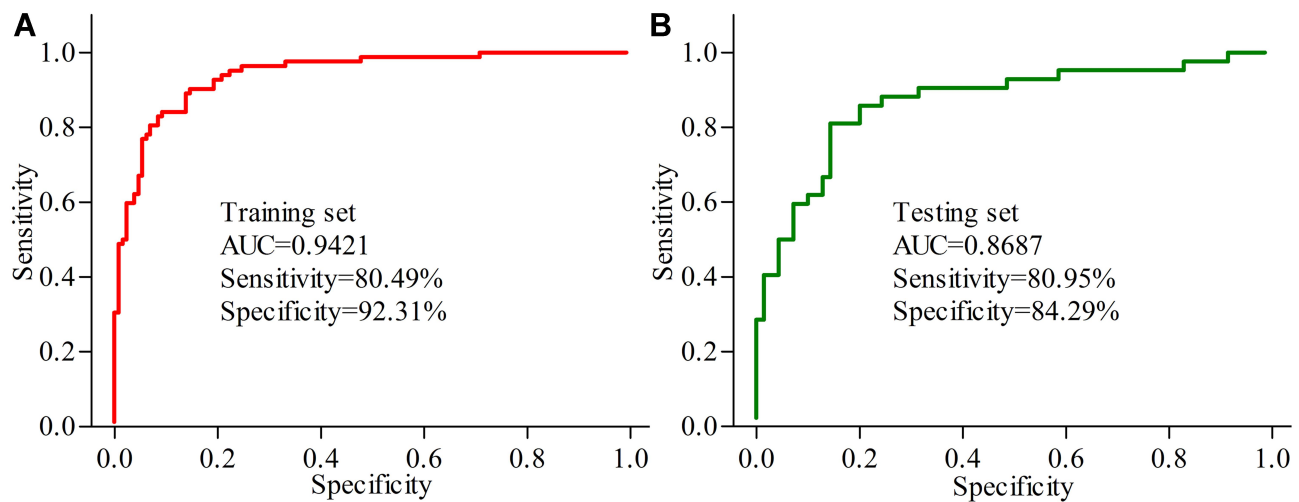 A
1.0
0.8
0.6
0.4
0.2
0.0
Sensitivity
Training set
AUC=0.9421
Sensitivity=80.49%
Specificity=92.31%
0.0 0.2 0.4 0.6 0.8 1.0
Specificity
B
1.0
0.8
0.6
0.4
0.2
0.0
Sensitivity
Testing set
AUC=0.8687
Sensitivity=80.95%
Specificity=84.29%
0.0 0.2 0.4 0.6 0.8 1.0
Specificity